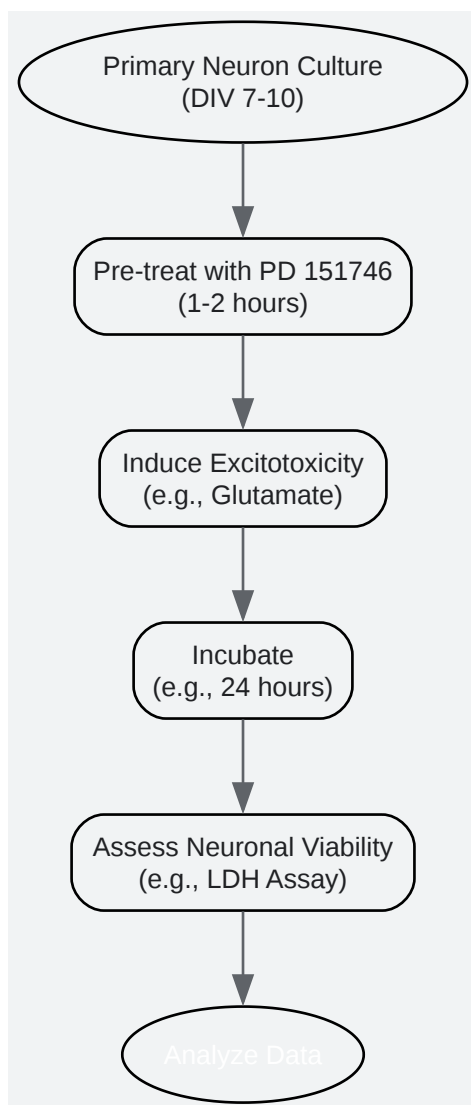 Primary Neuron Culture
(DIV 7-10)
Pre-treat with PD 151746
(1-2 hours)
Induce Excitotoxicity
(e.g., Glutamate)
Incubate
(e.g., 24 hours)
Assess Neuronal Viability
(e.g., LDH Assay)
Analyze Data